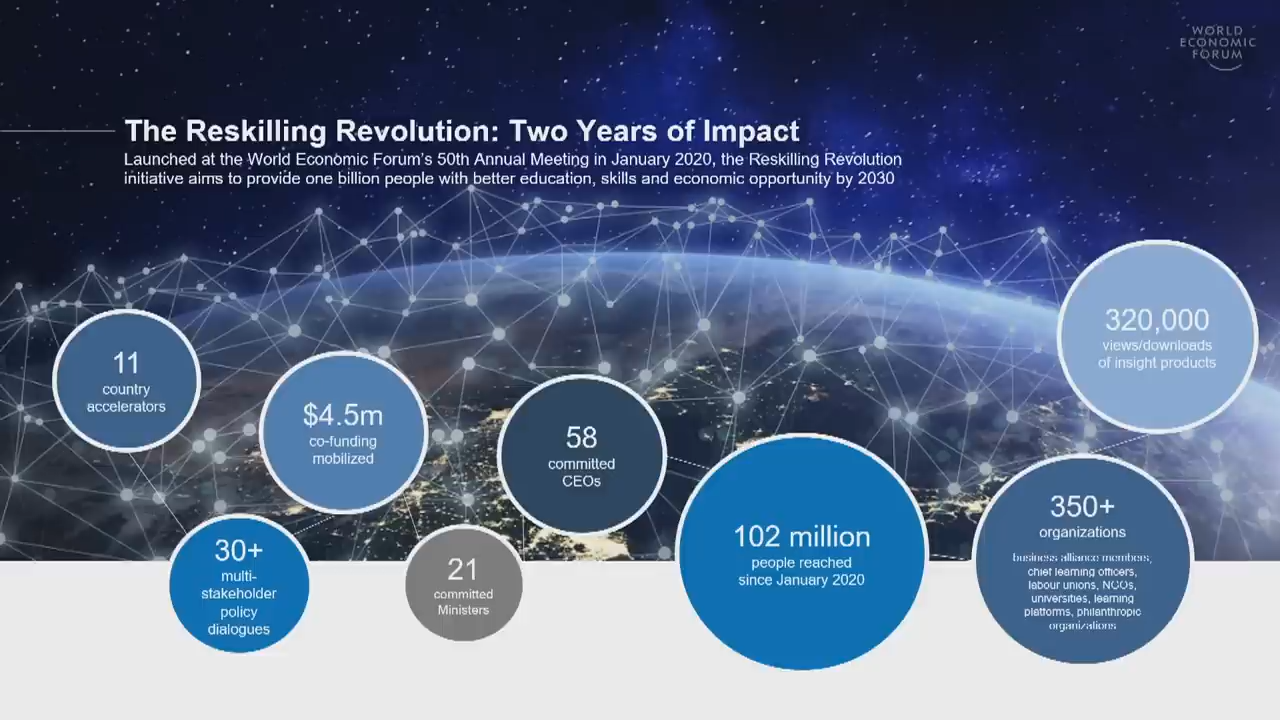 WORLD
ECONOMIC
FORUM
The Reskilling Revolution: Two Years of Impact
Launched at the World Economic Forum's 50th Annual Meeting in January 2020, the Reskilling Revolution
initiative aims to provide one billion people with better education, skills and economic opportunity by 2030
11
country
accelerators
$4.5m
co-funding
mobilized
58
committed
CEOs
320,000
views/downloads
of insight products
30+
multi-
stakeholder
policy
dialogues
21
committed
Ministers
102 million
people reached
since January 2020
350+
organizations
business alliance members,
chief learning officers,
labour unions, NGOs,
universities, learning
platforms, philanthropic
organizations